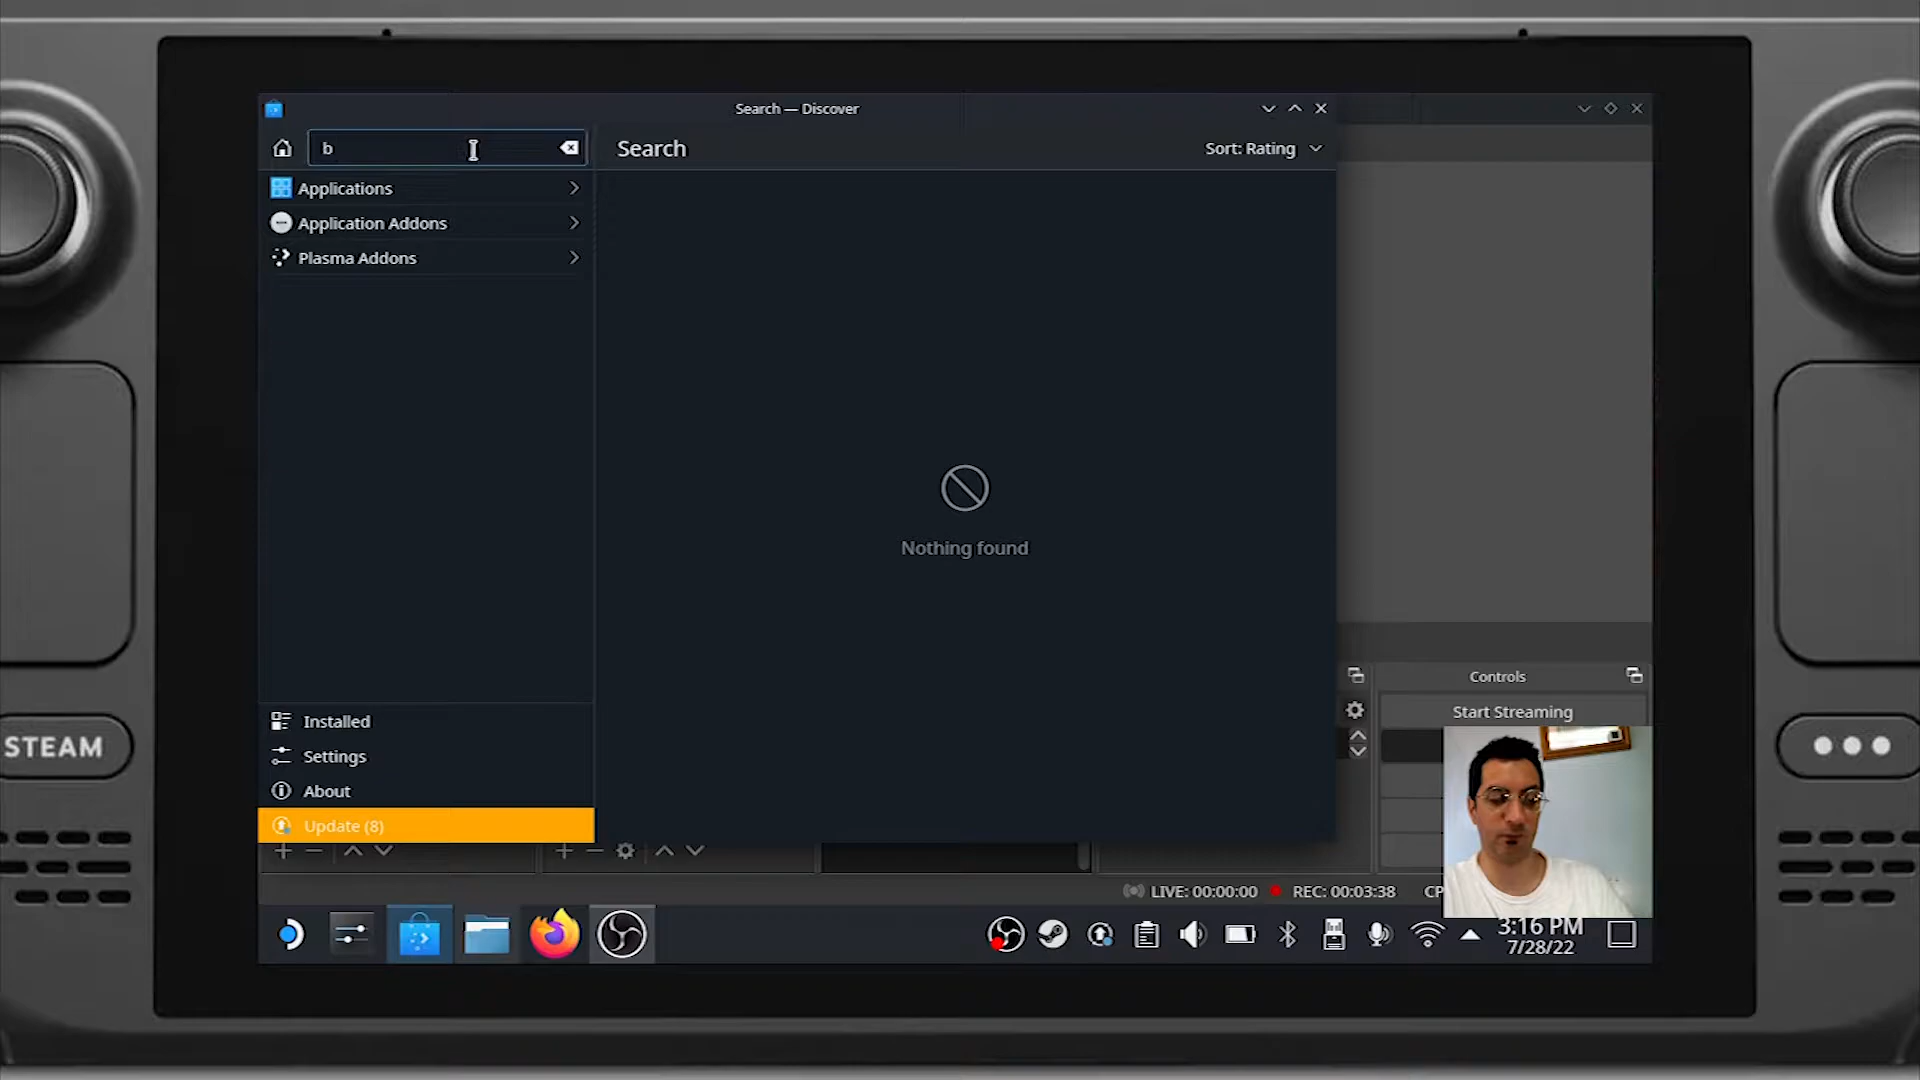 Search — Discover
b
Search
Sort: Rating
Applications
Application Addons
Plasma Addons
Nothing found
Installed
Settings
About
Update (8)
Controls
Start Streaming
LIVE: 00:00:00
REC: 00:03:38
CP
3:16 PM
7/28/22
STEAM